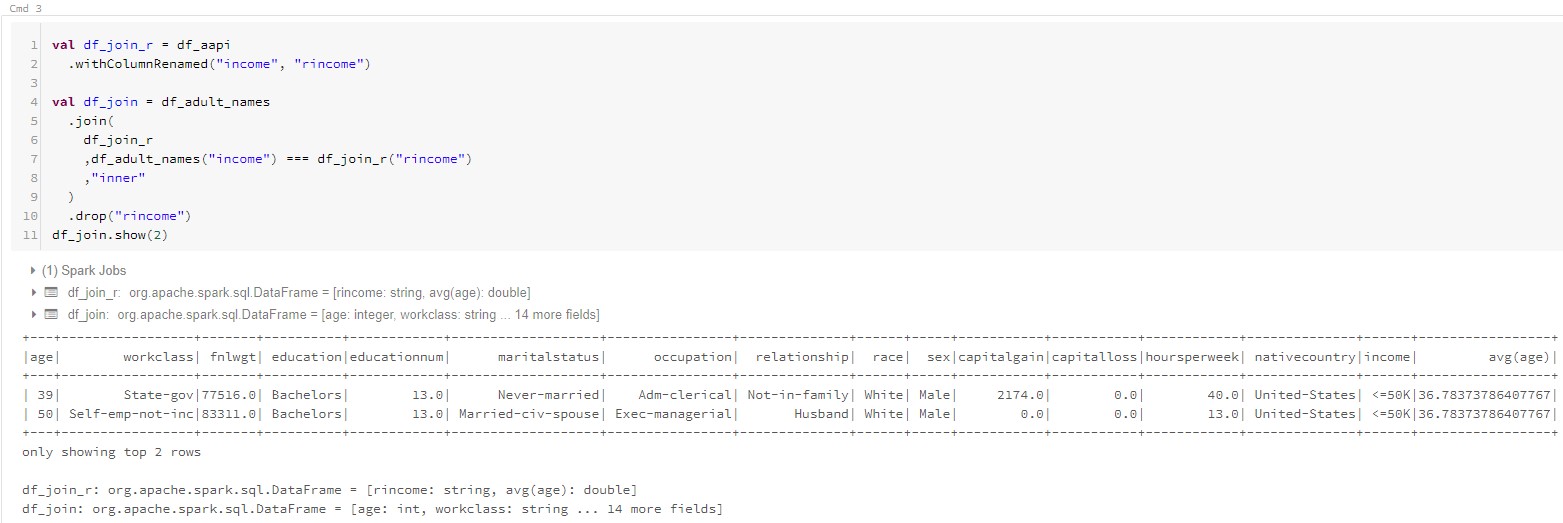 Cmd 3
1 val df_join_r = df_aapi
2 .withColumnRenamed("income", "rincome")
3
4 val df_join = df_adult_names
5 .join(
6 df_join_r
7 ,df_adult_names("income") === df_join_r("rincome")
8 ,"inner"
9 )
10 .drop("rincome")
11 df_join.show(2)
(1) Spark Jobs
df_join_r: org.apache.spark.sql.DataFrame = [rincome: string, avg(age): double]
df_join: org.apache.spark.sql.DataFrame = [age: integer, workclass: string ... 14 more fields]
+---+----------------+-------+---------+------------+------------------+---------------+-------------+------+-----+-----------+-----------+------------+-------------+------+-----------------+
|age|       workclass| fnlwgt| education|educationnum|     maritalstatus|     occupation|  relationship|  race|  sex|capitalgain|capitalloss|hoursperweek| nativecountry|income|         avg(age)|
+---+----------------+-------+---------+------------+------------------+---------------+-------------+------+-----+-----------+-----------+------------+-------------+------+-----------------+
| 39|       State-gov|77516.0| Bachelors|        13.0|     Never-married|   Adm-clerical| Not-in-family| White| Male|     2174.0|        0.0|        40.0| United-States| <=50K|36.78373786407767|
| 50| Self-emp-not-inc|83311.0| Bachelors|        13.0| Married-civ-spouse| Exec-managerial|       Husband| White| Male|        0.0|        0.0|        13.0| United-States| <=50K|36.78373786407767|
+---+----------------+-------+---------+------------+------------------+---------------+-------------+------+-----+-----------+-----------+------------+-------------+------+-----------------+
only showing top 2 rows
df_join_r: org.apache.spark.sql.DataFrame = [rincome: string, avg(age): double]
df_join: org.apache.spark.sql.DataFrame = [age: int, workclass: string ... 14 more fields]